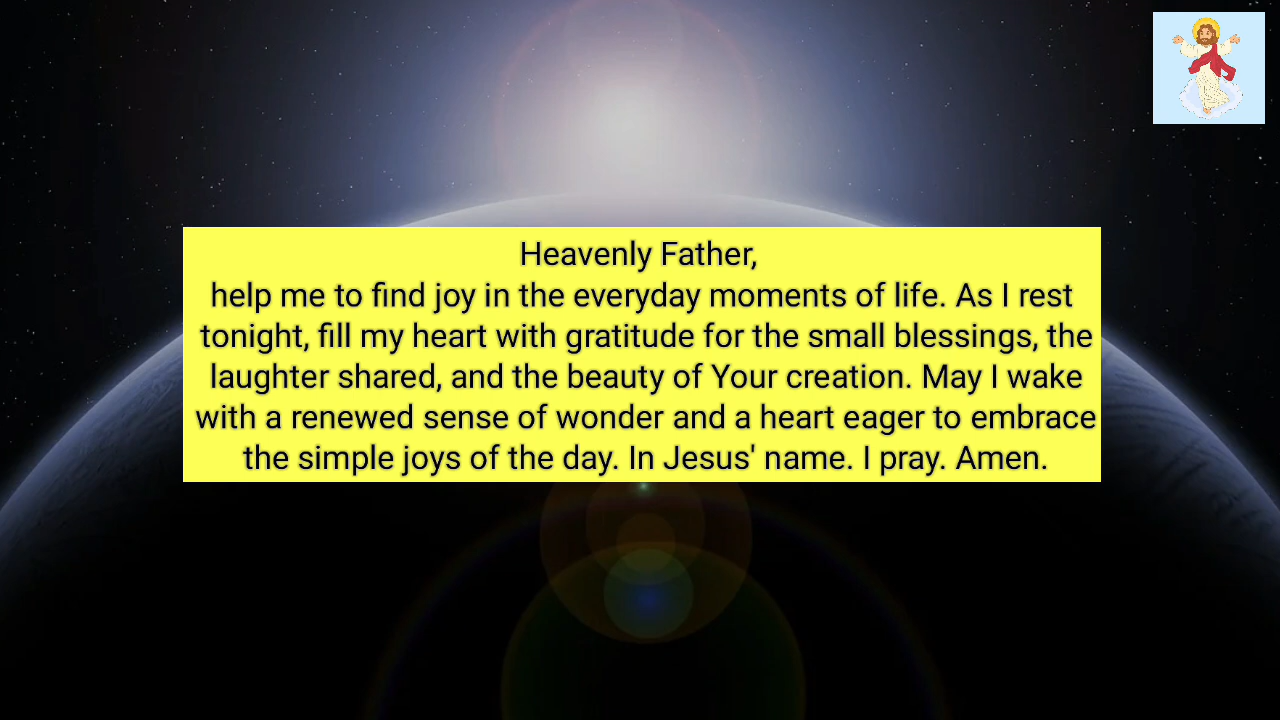 Heavenly Father,
help me to find joy in the everyday moments of life. As I rest
tonight, fill my heart with gratitude for the small blessings, the
laughter shared, and the beauty of Your creation. May I wake
with a renewed sense of wonder and a heart eager to embrace
the simple joys of the day. In Jesus' name. I pray. Amen.